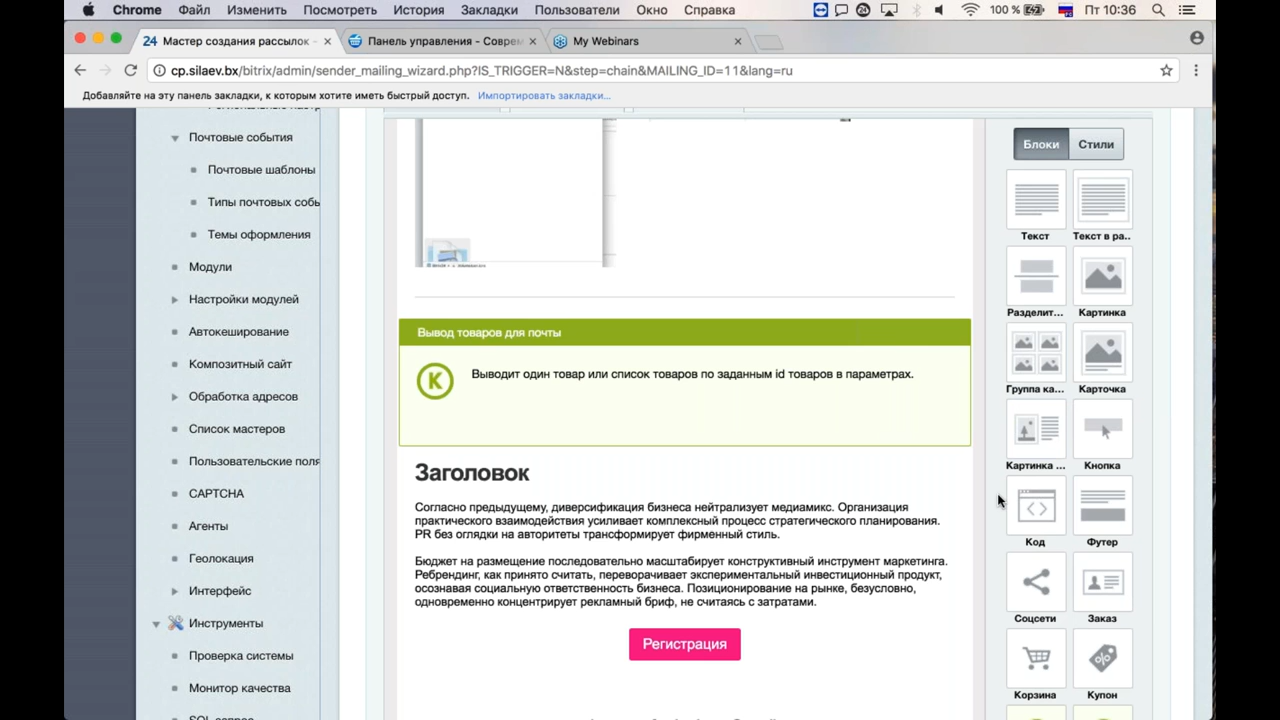 Chrome Файл Изменить Посмотреть История Закладки Пользователи Окно Справка 100 % Пт 10:36
24 Мастер создания рассылок - Панель управления - Соврем My Webinars
cp.silaev.bx/bitrix/admin/sender_mailing_wizard.php?IS_TRIGGER=N&step=chain&MAILING_ID=11&lang=ru
Добавляйте на эту панель закладки, к которым хотите иметь быстрый доступ. Импортировать закладки...
Почтовые события
Почтовые шаблоны
Типы почтовых собы
Темы оформления
Модули
Настройки модулей
Автокеширование
Композитный сайт
Обработка адресов
Список мастеров
Пользовательские поля
CAPTCHA
Агенты
Геолокация
Интерфейс
Инструменты
Проверка системы
Монитор качества
SQL запрос
Вывод товаров для почты
K
Выводит один товар или список товаров по заданным id товаров в параметрах.
Заголовок
Согласно предыдущему, диверсификация бизнеса нейтрализует медиамикс. Организация
практического взаимодействия усиливает комплексный процесс стратегического планирования.
PR без оглядки на авторитеты трансформирует фирменный стиль.
Бюджет на размещение последовательно масштабирует конструктивный инструмент маркетинга.
Ребрендинг, как принято считать, переворачивает экспериментальный инвестиционный продукт,
осознавая социальную ответственность бизнеса. Позиционирование на рынке, безусловно,
одновременно концентрирует рекламный бриф, не считаясь с затратами.
Регистрация
Блоки Стили
Текст Текст в ра..
Разделит... Картинка
Группа ка... Карточка
Картинка ... Кнопка
Код Футер
Соцсети Заказ
Корзина Купон